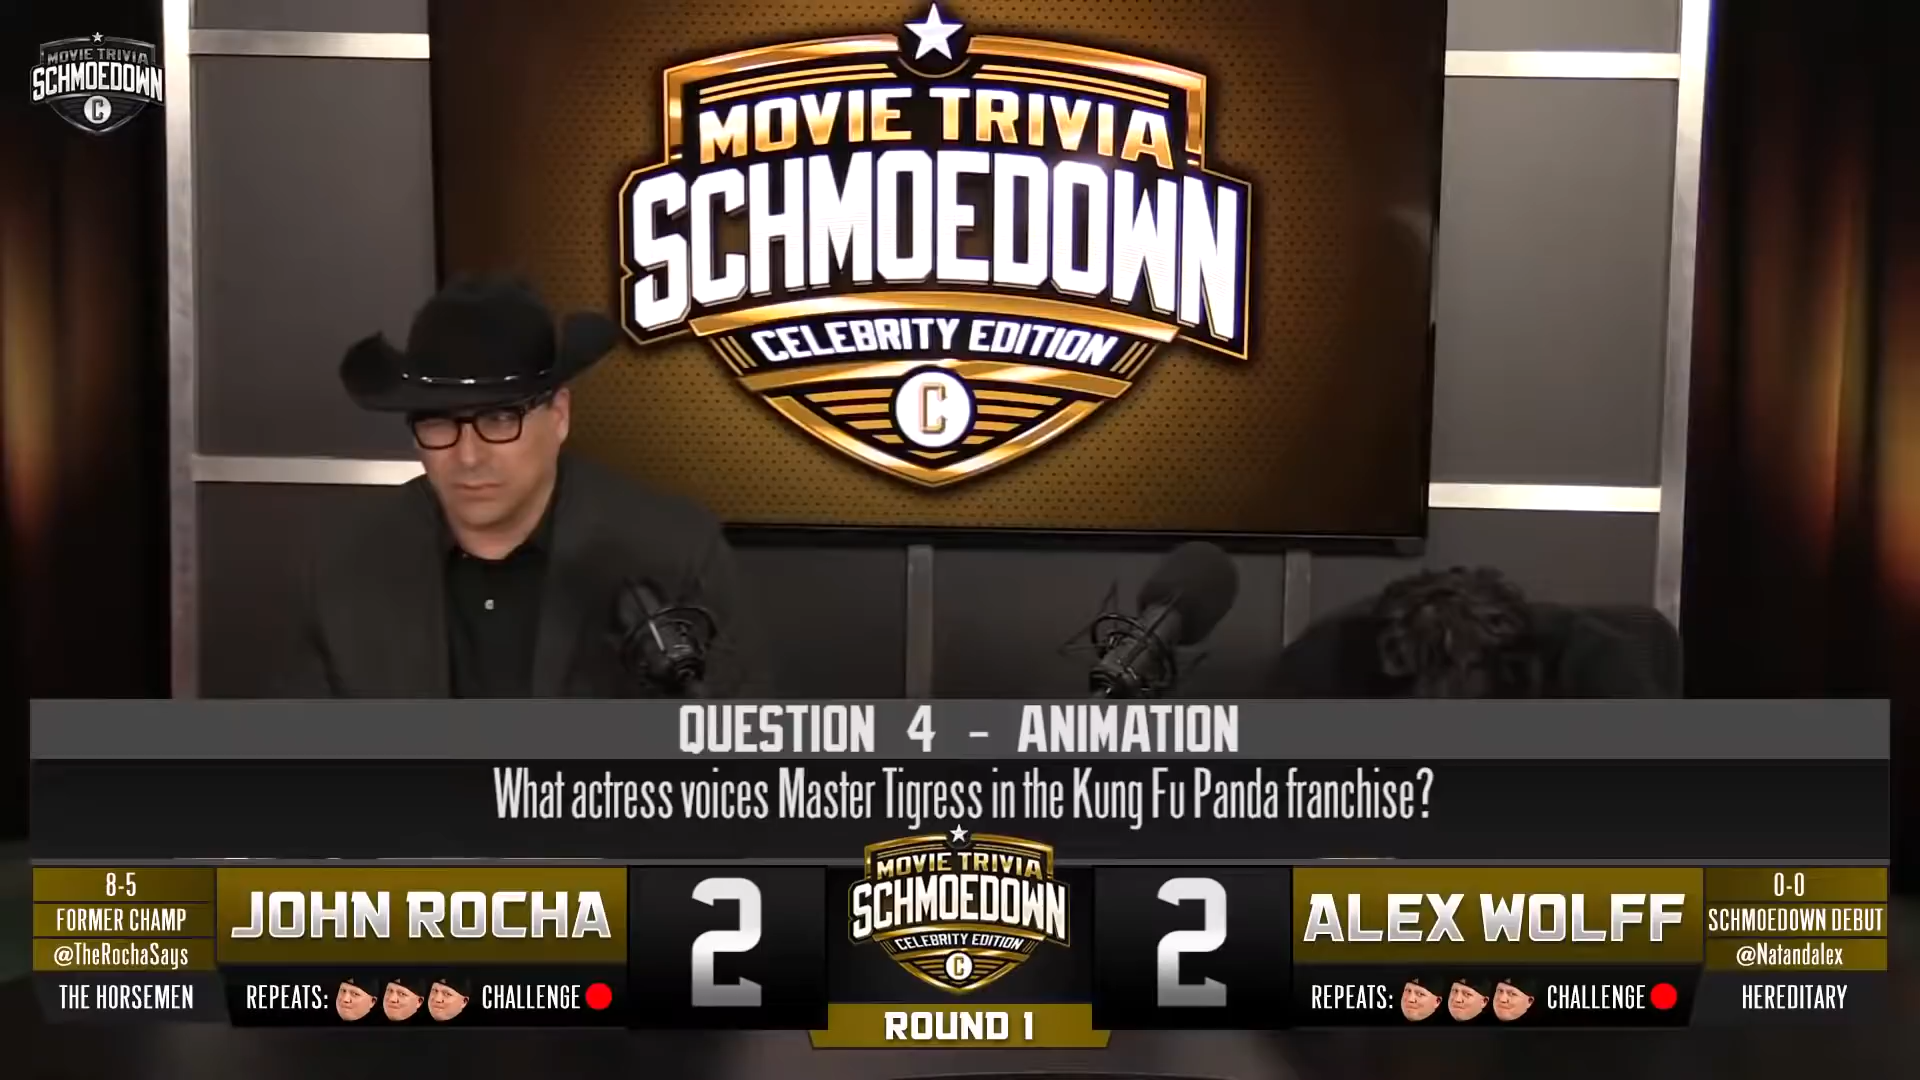 MOVIE TRIVIA
SCHMOEDOWN
C
MOVIE TRIVIA
SCHMOEDOWN
CELEBRITY EDITION
C
QUESTION 4 - ANIMATION
What actress voices Master Tigress in the Kung Fu Panda franchise?
8-5
FORMER CHAMP
@TheRochaSays
THE HORSEMEN
JOHN ROCHA
REPEATS:
CHALLENGE
2
MOVIE TRIVIA
SCHMOEDOWN
CELEBRITY EDITION
C
ROUND 1
2
ALEX WOLFF
REPEATS:
CHALLENGE
0-0
SCHMOEDOWN DEBUT
@Natandalex
HEREDITARY